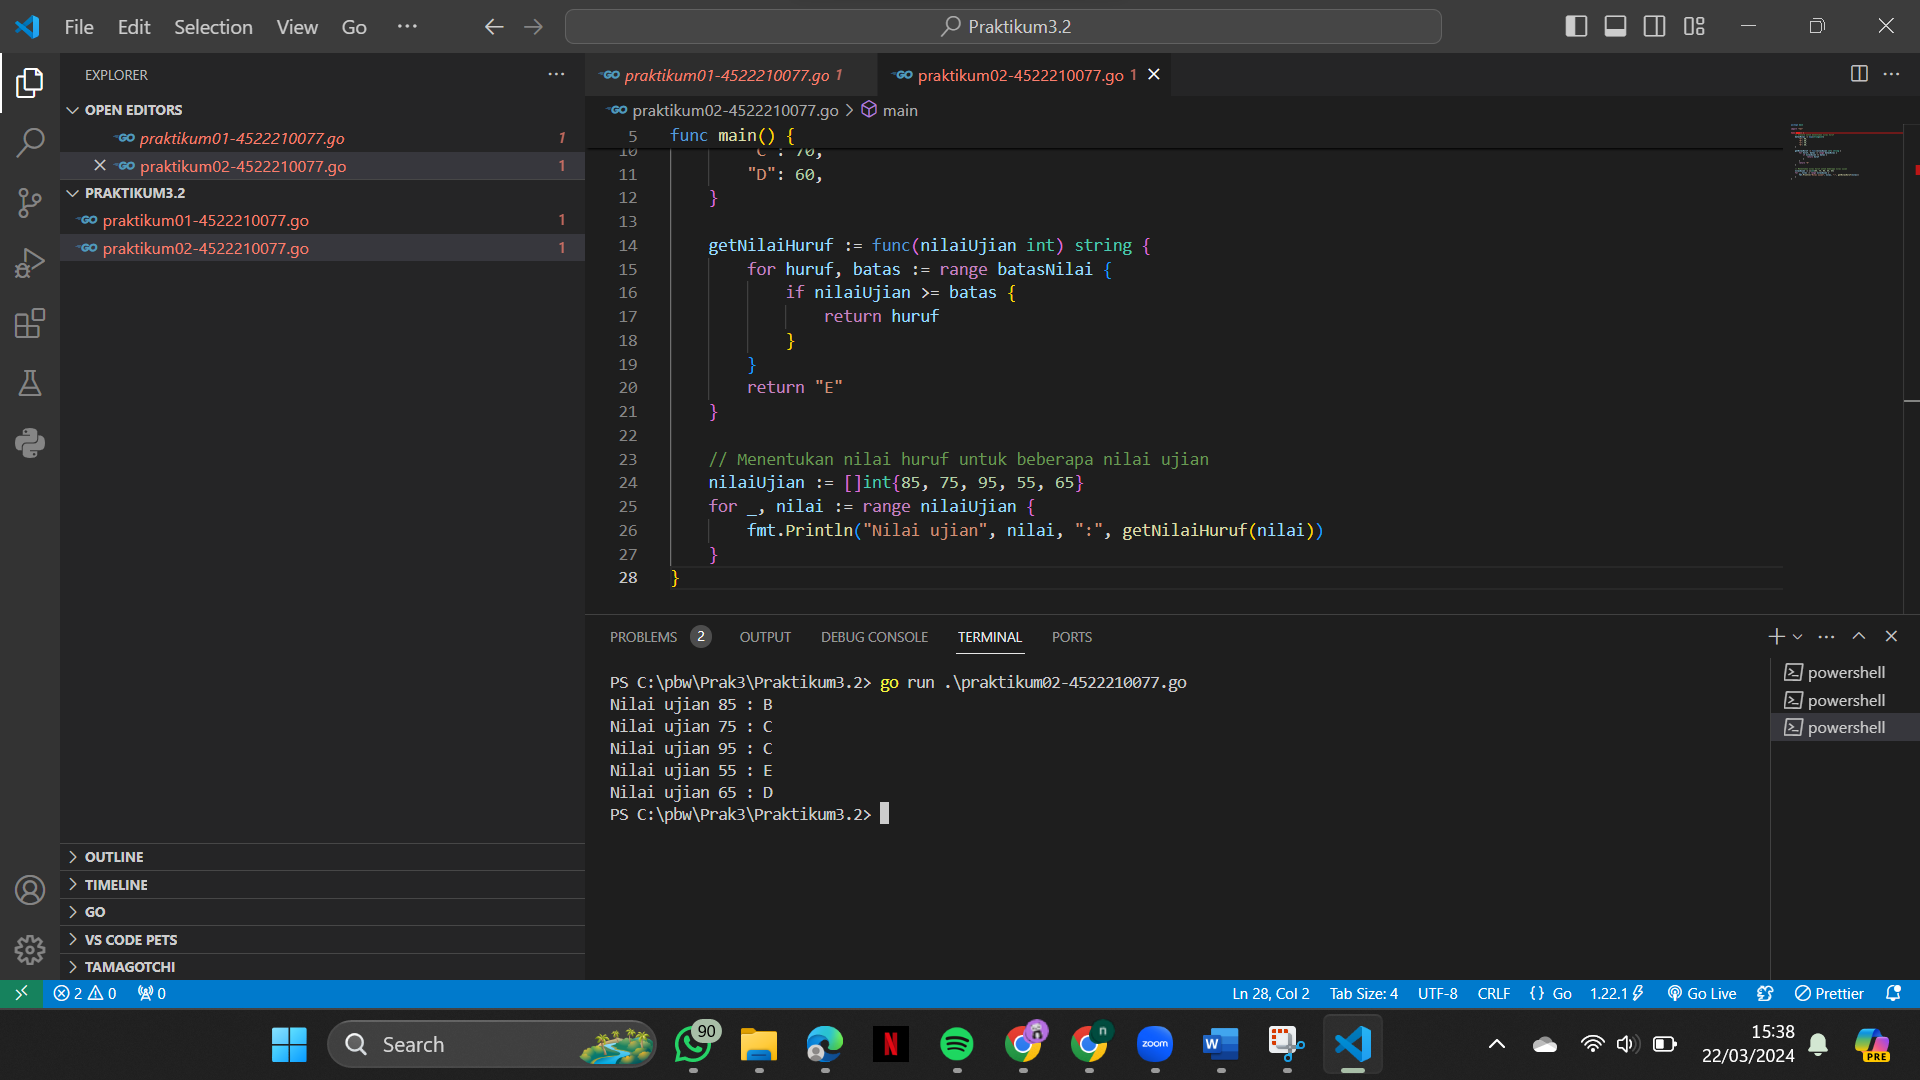 File Edit Selection View Go ··· Praktikum3.2
EXPLORER
OPEN EDITORS
praktikum01-4522210077.go 1
praktikum02-4522210077.go 1
PRAKTIKUM3.2
praktikum01-4522210077.go 1
praktikum02-4522210077.go 1
OUTLINE
TIMELINE
GO
VS CODE PETS
TAMAGOTCHI
praktikum01-4522210077.go 1 praktikum02-4522210077.go 1
praktikum02-4522210077.go > main
5 func main() {
10 "C": 70,
11 "D": 60,
12 }
13
14 getNilaiHuruf := func(nilaiUjian int) string {
15 for huruf, batas := range batasNilai {
16 if nilaiUjian >= batas {
17 return huruf
18 }
19 }
20 return "E"
21 }
22
23 // Menentukan nilai huruf untuk beberapa nilai ujian
24 nilaiUjian := []int{85, 75, 95, 55, 65}
25 for _, nilai := range nilaiUjian {
26 fmt.Println("Nilai ujian", nilai, ":", getNilaiHuruf(nilai))
27 }
28 }
PROBLEMS 2 OUTPUT DEBUG CONSOLE TERMINAL PORTS
PS C:\pbw\Prak3\Praktikum3.2> go run .\praktikum02-4522210077.go
Nilai ujian 85 : B
Nilai ujian 75 : C
Nilai ujian 95 : C
Nilai ujian 55 : E
Nilai ujian 65 : D
PS C:\pbw\Prak3\Praktikum3.2>
powershell
powershell
powershell
2 0 0 Ln 28, Col 2 Tab Size: 4 UTF-8 CRLF {} Go 1.22.1 Go Live Prettier
Search 90 N n zoom W 15:38
22/03/2024
PRE